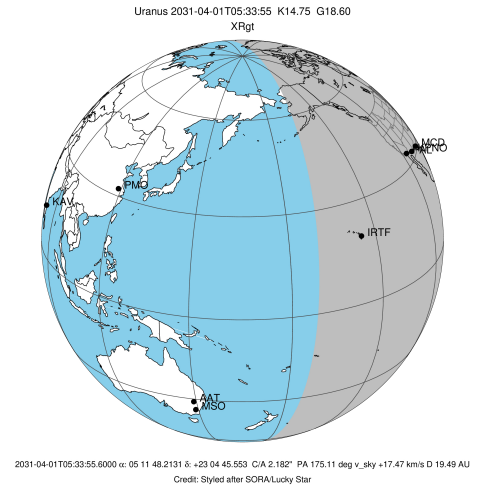 Uranus 2031-04-01T05:33:55 K14.75 G18.60
XRgt
MCD
PMO
KAV
IRTF
AAT
MSO
2031-04-01T05:33:55.6000 α: 05 11 48.2131 δ: +23 04 45.553 C/A 2.182" PA 175.11 deg v_sky +17.47 km/s D 19.49 AU
Credit: Styled after SORA/Lucky Star